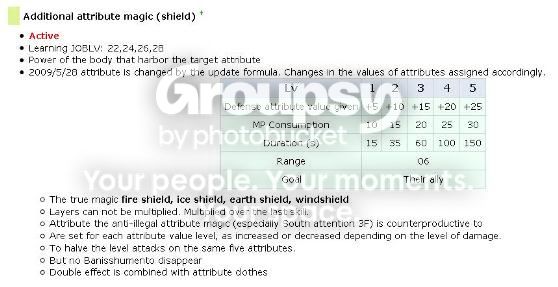 Additional attribute magic (shield) †
Active
Learning JOBLV: 22,24,26,28
Power of the body that harbor the target attribute
2009/5/28 attribute is changed by the update formula. Changes in the values of attributes assigned accordingly.
Lv 1 2 3 4 5
Defense attribute value given +5 +10 +15 +20 +25
MP Consumption 10 15 20 25 30
Duration (s) 15 35 60 100 150
Range 06
Goal Their ally
Groupsy
by photobucket
Your people. Your moments.
The true magic fire shield, ice shield, earth shield, windshield
Layers can not be multiplied. Multiplied over the last skill
Attribute the anti-illegal attribute magic (especially South attention 3F) is counterproductive to
Are set for each attribute value level, as increased or decreased depending on the level of damage.
To halve the level attacks on the same five attributes.
But no Banisshumento disappear
Double effect is combined with attribute clothes